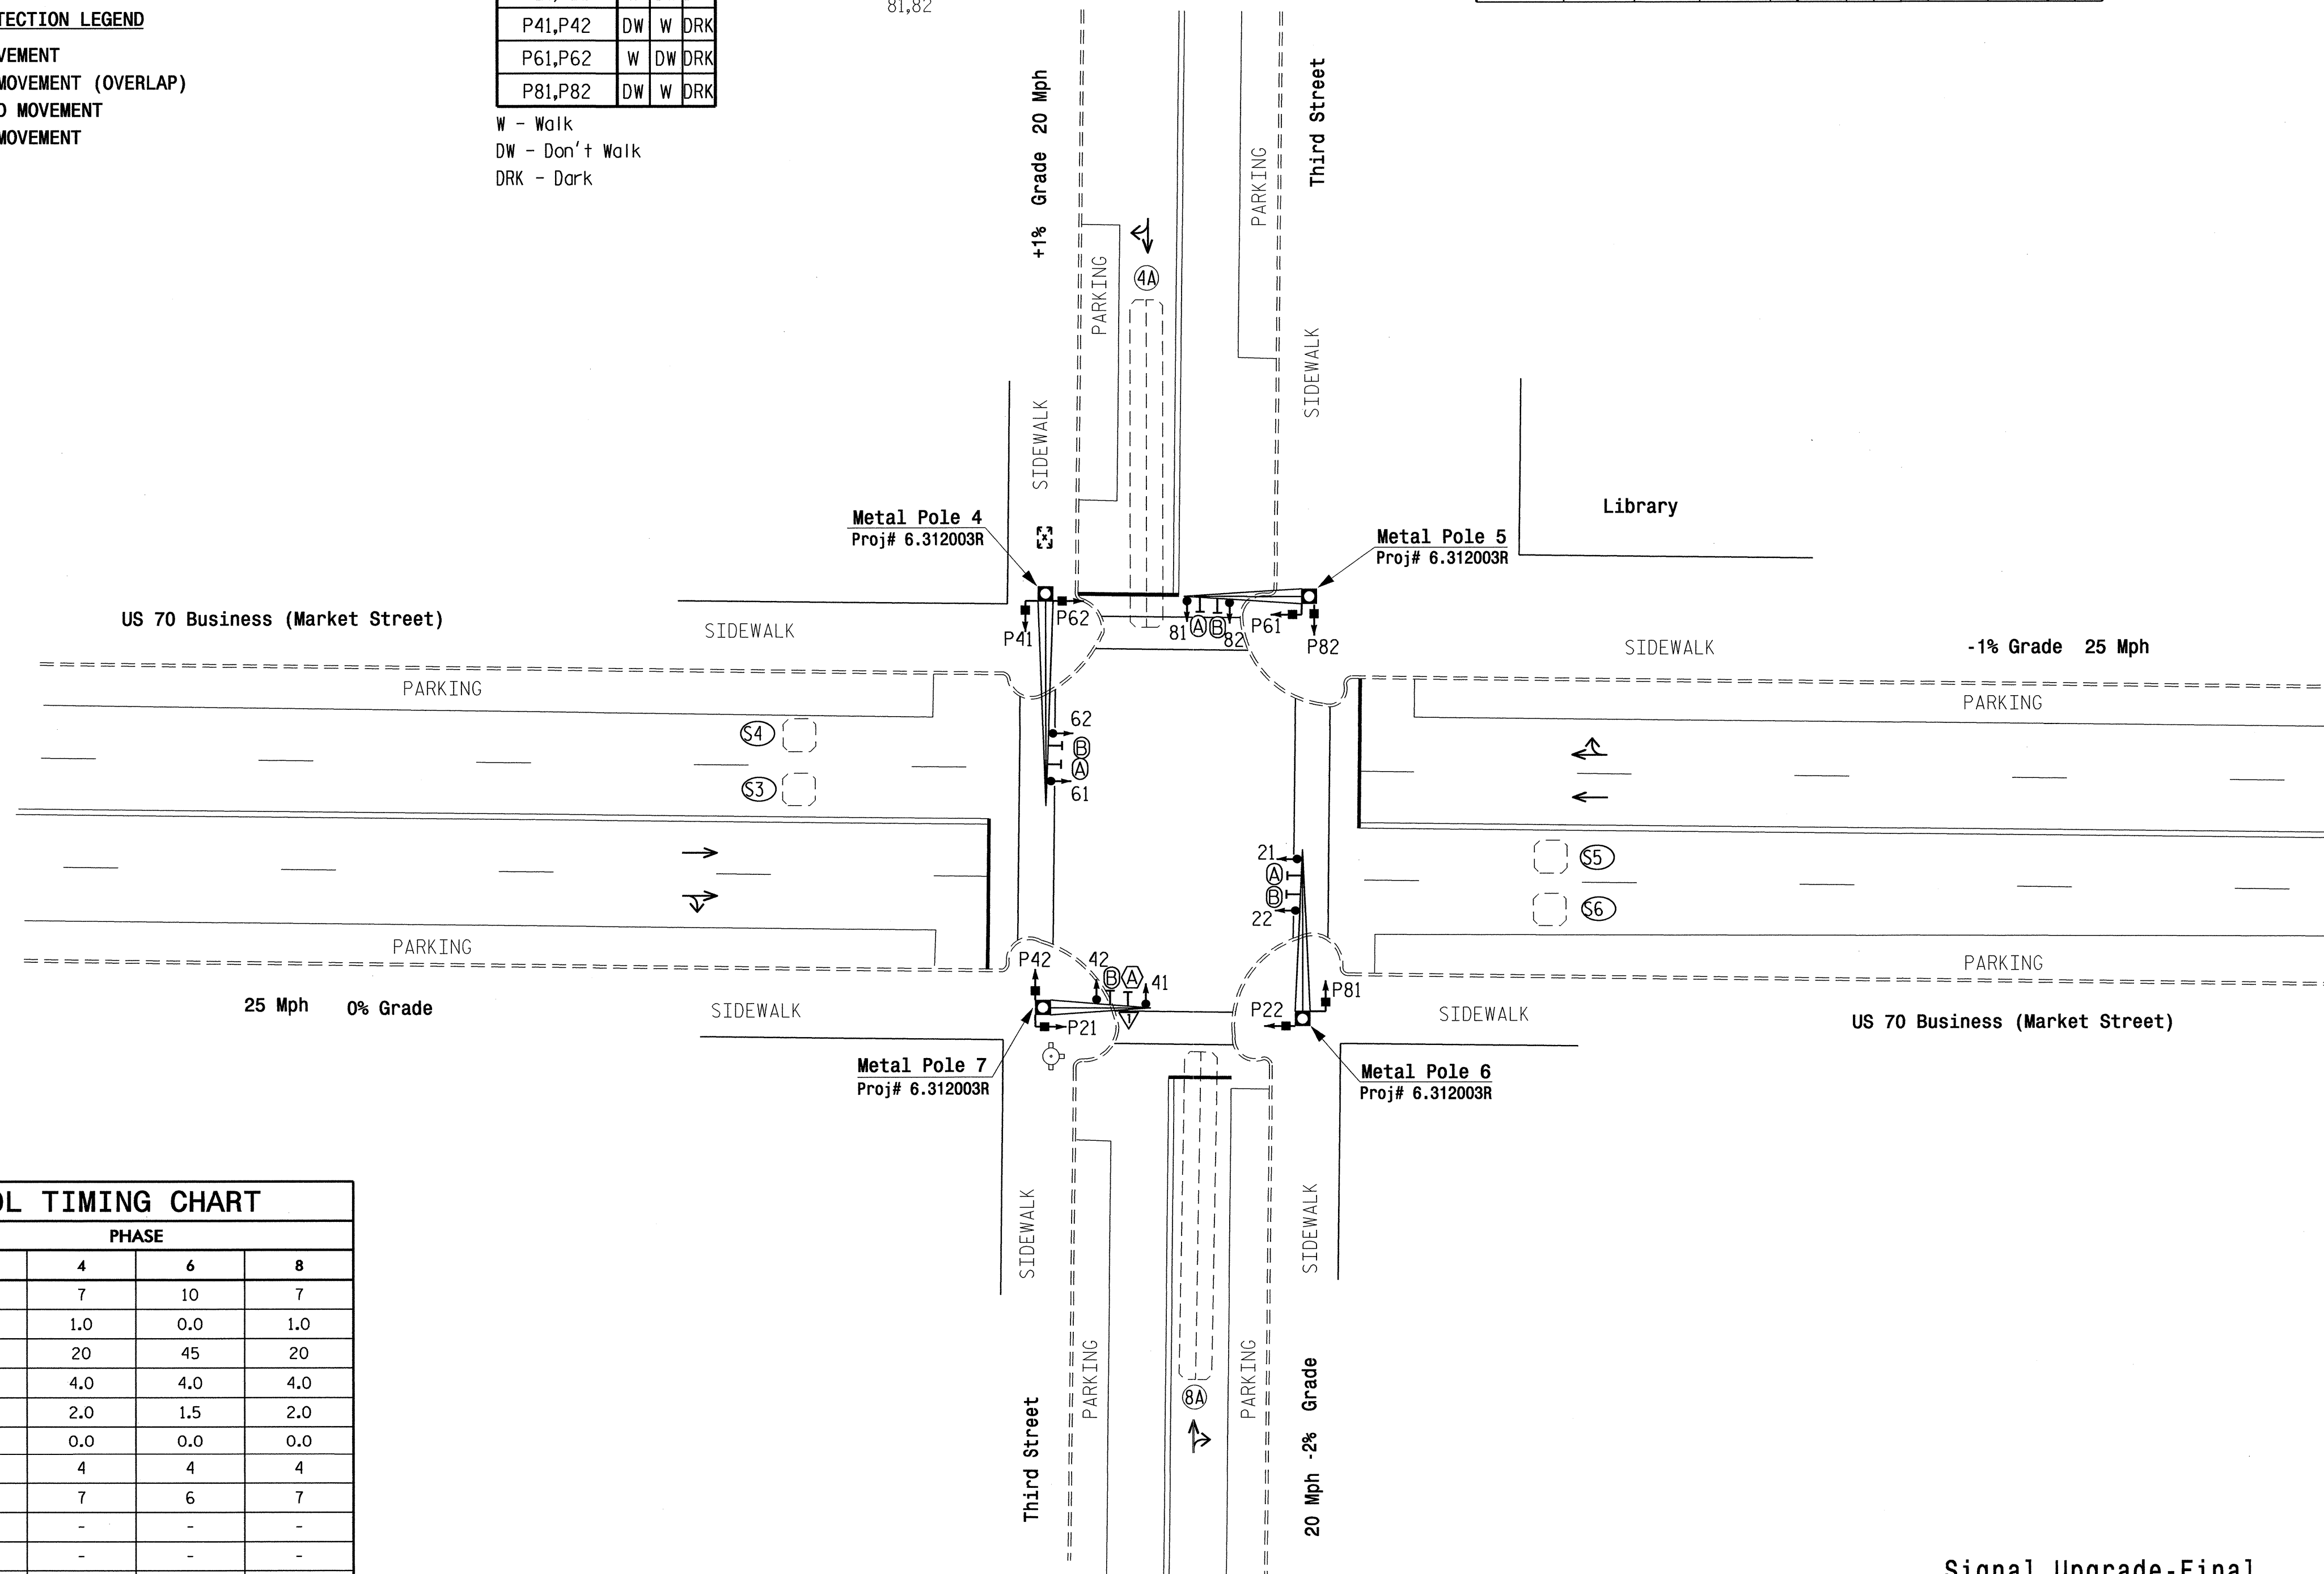 TECTION LEGEND
VEMENT
MOVEMENT (OVERLAP)
D MOVEMENT
MOVEMENT
P41,P42 DW W DRK
P61,P62 W DW DRK
P81,P82 DW W DRK
W - Walk
DW - Don't Walk
DRK - Dark
81,82
+1% Grade 20 Mph
Third Street
PARKING
PARKING
4A
SIDEWALK
SIDEWALK
Library
Metal Pole 4
Proj# 6.312003R
Metal Pole 5
Proj# 6.312003R
US 70 Business (Market Street)
SIDEWALK
P41
P62
81
A
B
82
P61
P82
SIDEWALK
-1% Grade 25 Mph
PARKING
PARKING
S4
S3
62
B
A
61
21
A
B
22
S5
S6
PARKING
PARKING
25 Mph 0% Grade
SIDEWALK
P42
42
B
A
41
1
P21
P22
P81
SIDEWALK
US 70 Business (Market Street)
Metal Pole 7
Proj# 6.312003R
Metal Pole 6
Proj# 6.312003R
SIDEWALK
SIDEWALK
PARKING
PARKING
8A
Third Street
20 Mph -2% Grade
OL TIMING CHART
PHASE
4 6 8
7 10 7
1.0 0.0 1.0
20 45 20
4.0 4.0 4.0
2.0 1.5 2.0
0.0 0.0 0.0
4 4 4
7 6 7
- - -
- - -
Signal Upgrade-Final